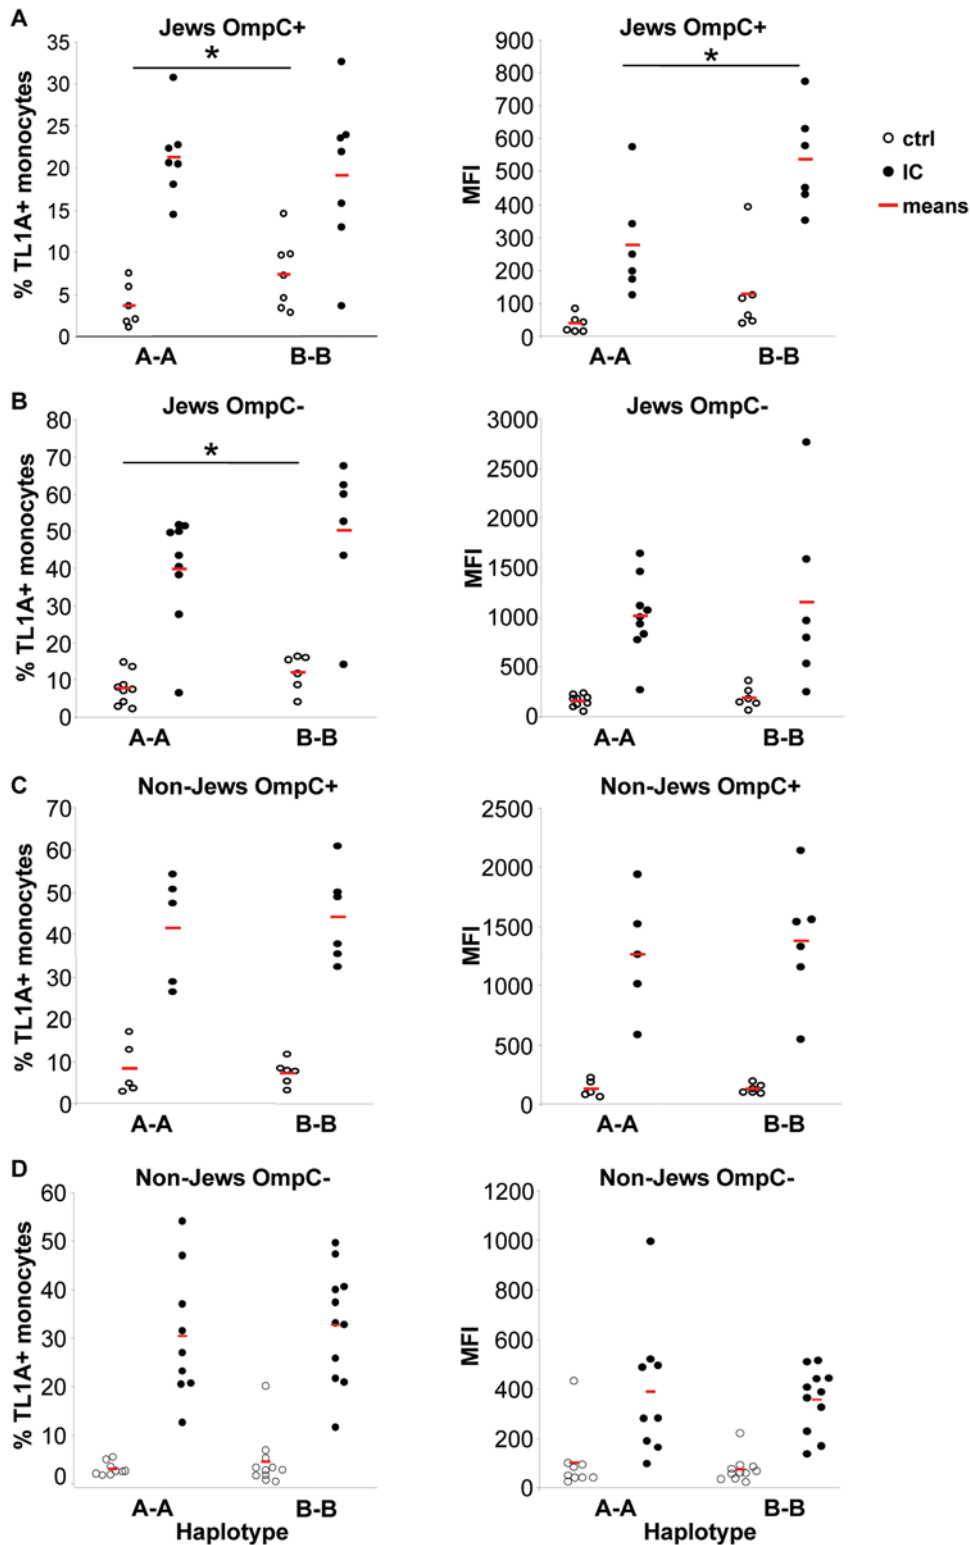 A
Jews OmpC+
Jews OmpC+
35
30
25
20
15
10
5
0
% TL1A+ monocytes
*
A-A
B-B
900
800
700
600
500
400
300
200
100
0
MFI
*
A-A
B-B
ctrl
IC
means
B
Jews OmpC-
Jews OmpC-
80
70
60
50
40
30
20
10
0
% TL1A+ monocytes
*
A-A
B-B
3000
2500
2000
1500
1000
500
0
MFI
A-A
B-B
C
Non-Jews OmpC+
Non-Jews OmpC+
70
60
50
40
30
20
10
0
% TL1A+ monocytes
A-A
B-B
2500
2000
1500
1000
500
0
MFI
A-A
B-B
D
Non-Jews OmpC-
Non-Jews OmpC-
60
50
40
30
20
10
0
% TL1A+ monocytes
A-A
B-B
Haplotype
1200
1000
800
600
400
200
0
MFI
A-A
B-B
Haplotype